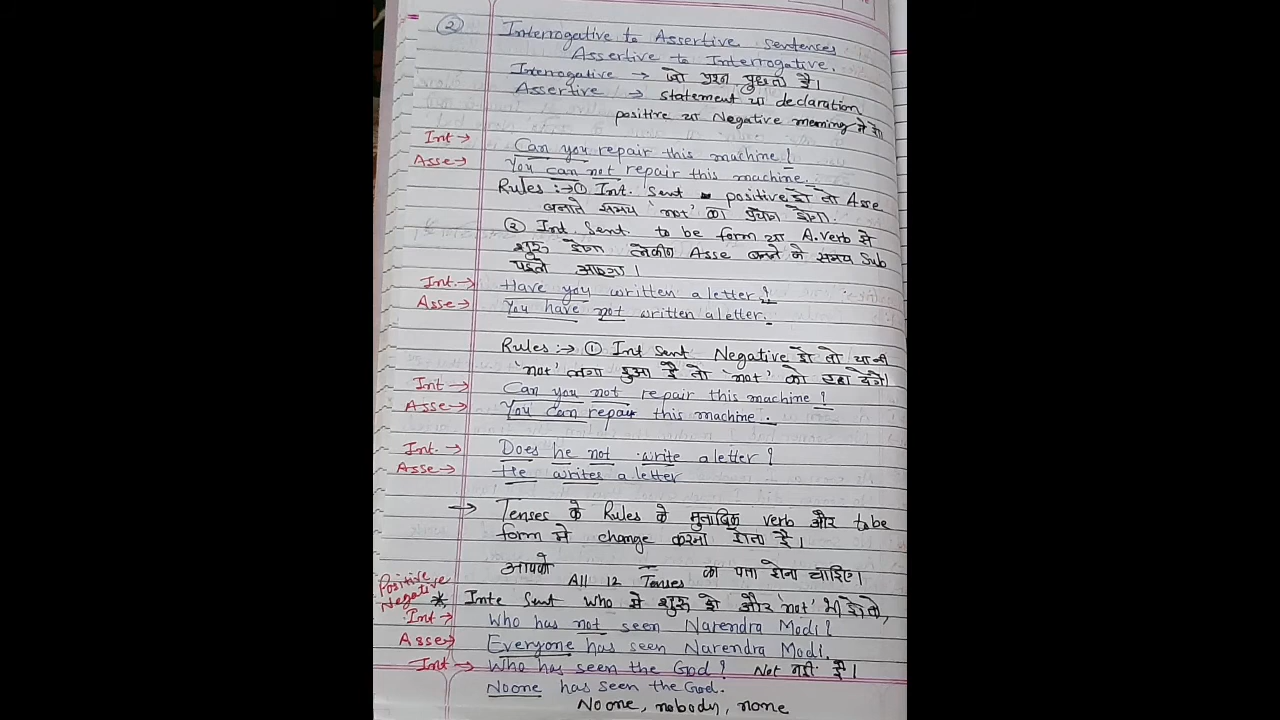 ② Interrogative to Assertive sentences
Assertive to Interrogative.
Interrogative → जो प्रश्न पुछता है।
Assertive → statement या declaration
positive या Negative meaning मे हो
Int → Can you repair this machine?
Asse → You can not repair this machine.
Rules :→ ① Int. Sent positive हो तो Asse
बनाते समय 'not' का प्रयोग होगा.
② Int. Sent. to be form या A.verb से
शुरु होगा लेकीन Asse बनाने के समय Sub
पहले आएगा।
Int. → Have you written a letter?
Asse → You have not written a letter.
Rules :→ ① Int Sent Negative हो तो यानी
'not' लगा हुआ है तो 'not' को हटा देंगे।
Int → Can you not repair this machine?
Asse → You can repair this machine.
Int. → Does he not write a letter?
Asse → He writes a letter
→ Tenses के Rules के मुताबिक verb और to be
form मे change करना होता है।
आपको All 12 Tenses का पता होना चाहिए।
Positive
Negative
* Inte Sent who से शुरु हो और 'not' भी हो तो,
Int → Who has not seen Narendra Modi?
Asse → Everyone has seen Narendra Modi.
Int → Who has seen the God? Not नही है।
Noone has seen the God.
Noone, nobody, none